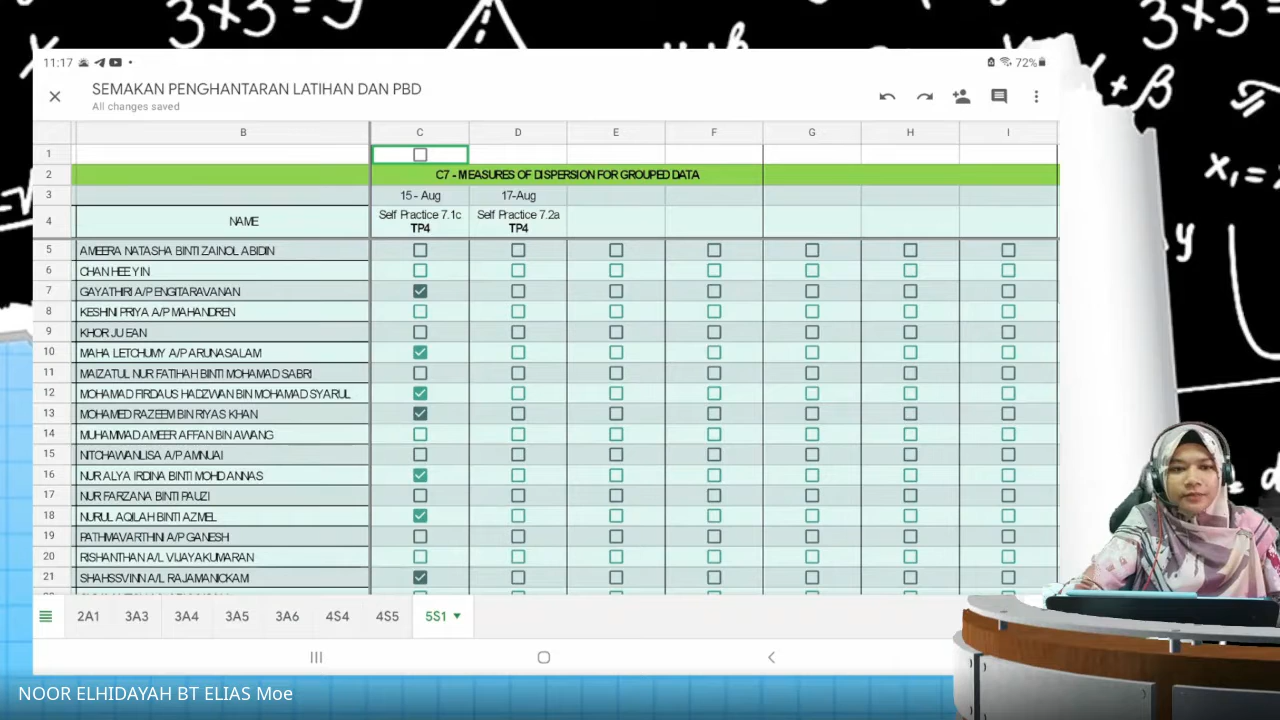 3x3=9
3x3=
11:17
72%
SEMAKAN PENGHANTARAN LATIHAN DAN PBD
All changes saved
B C D E F G H I
1
2 C7 - MEASURES OF DISPERSION FOR GROUPED DATA
3 15 - Aug 17-Aug
4 NAME Self Practice 7.1c TP4 Self Practice 7.2a TP4
5 AMEERA NATASHA BINTI ZAINOL ABIDIN
6 CHAN HEE YIN
7 GAYATHIRI A/P ENGITARAVANAN
8 KESHINI PRIYA A/P MAHANDREN
9 KHOR JU EAN
10 MAHA LETCHUMY A/P ARUNASALAM
11 MAIZATUL NUR FATIHAH BINTI MOHAMAD SABRI
12 MOHAMAD FIRDAUS HADZWAN BIN MOHAMAD SYARUL
13 MOHAMED RAZEEM BIN RIYAS KHAN
14 MUHAMMAD AMEER AFFAN BIN AWANG
15 NITCHAWANLISA A/P AMNUAI
16 NUR ALYA IRDINA BINTI MOHD ANNAS
17 NUR FARZANA BINTI PAUZI
18 NURUL AQILAH BINTI AZMEL
19 PATHMAVARTHINI A/P GANESH
20 RISHANTHAN A/L VIJAYAKUMARAN
21 SHAHSSVINN A/L RAJAMANICKAM
2A1 3A3 3A4 3A5 3A6 4S4 4S5 5S1
NOOR ELHIDAYAH BT ELIAS Moe